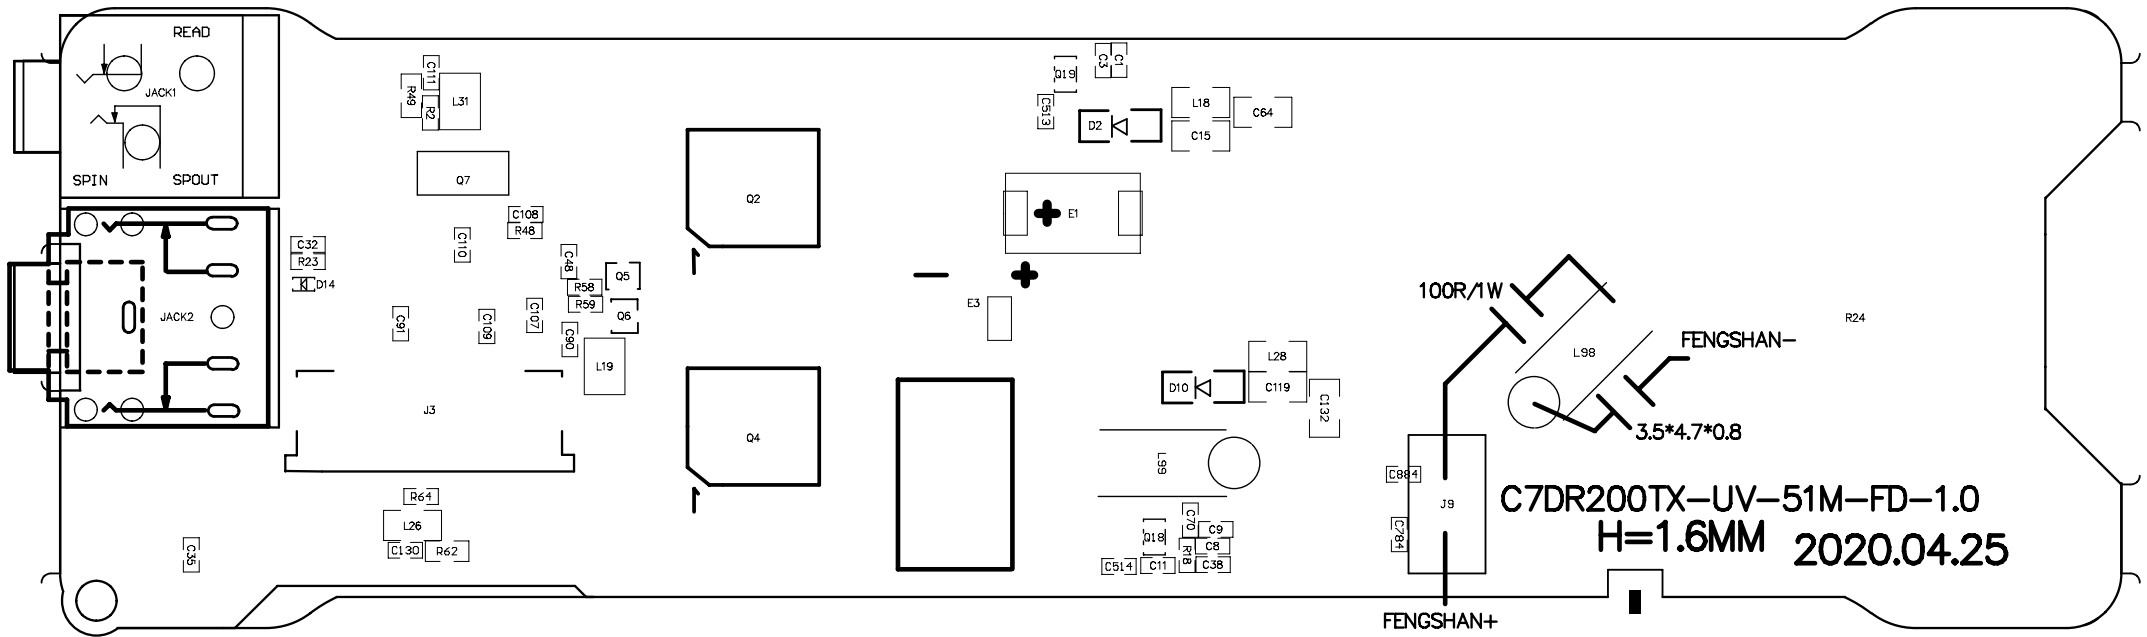 READ
JACK1
SPIN
SPOUT
C111
R49
R2
L31
Q7
C108
R48
C110
C32
R23
D14
JACK2
C48
Q5
R58
R59
Q6
C107
C91
C109
C90
L19
J3
R64
L26
C130
R62
C35
Q2
1
Q4
1
Q19
C3
C1
C513
D2
L18
C15
C64
E1
E3
L28
D10
C119
C132
L99
C70
C9
Q18
R18
C8
C514
C11
C38
100R/1W
L98
FENGSHAN-
R24
3.5*4.7*0.8
C884
J9
C784
C7DR200TX-UV-51M-FD-1.0
H=1.6MM
2020.04.25
FENGSHAN+